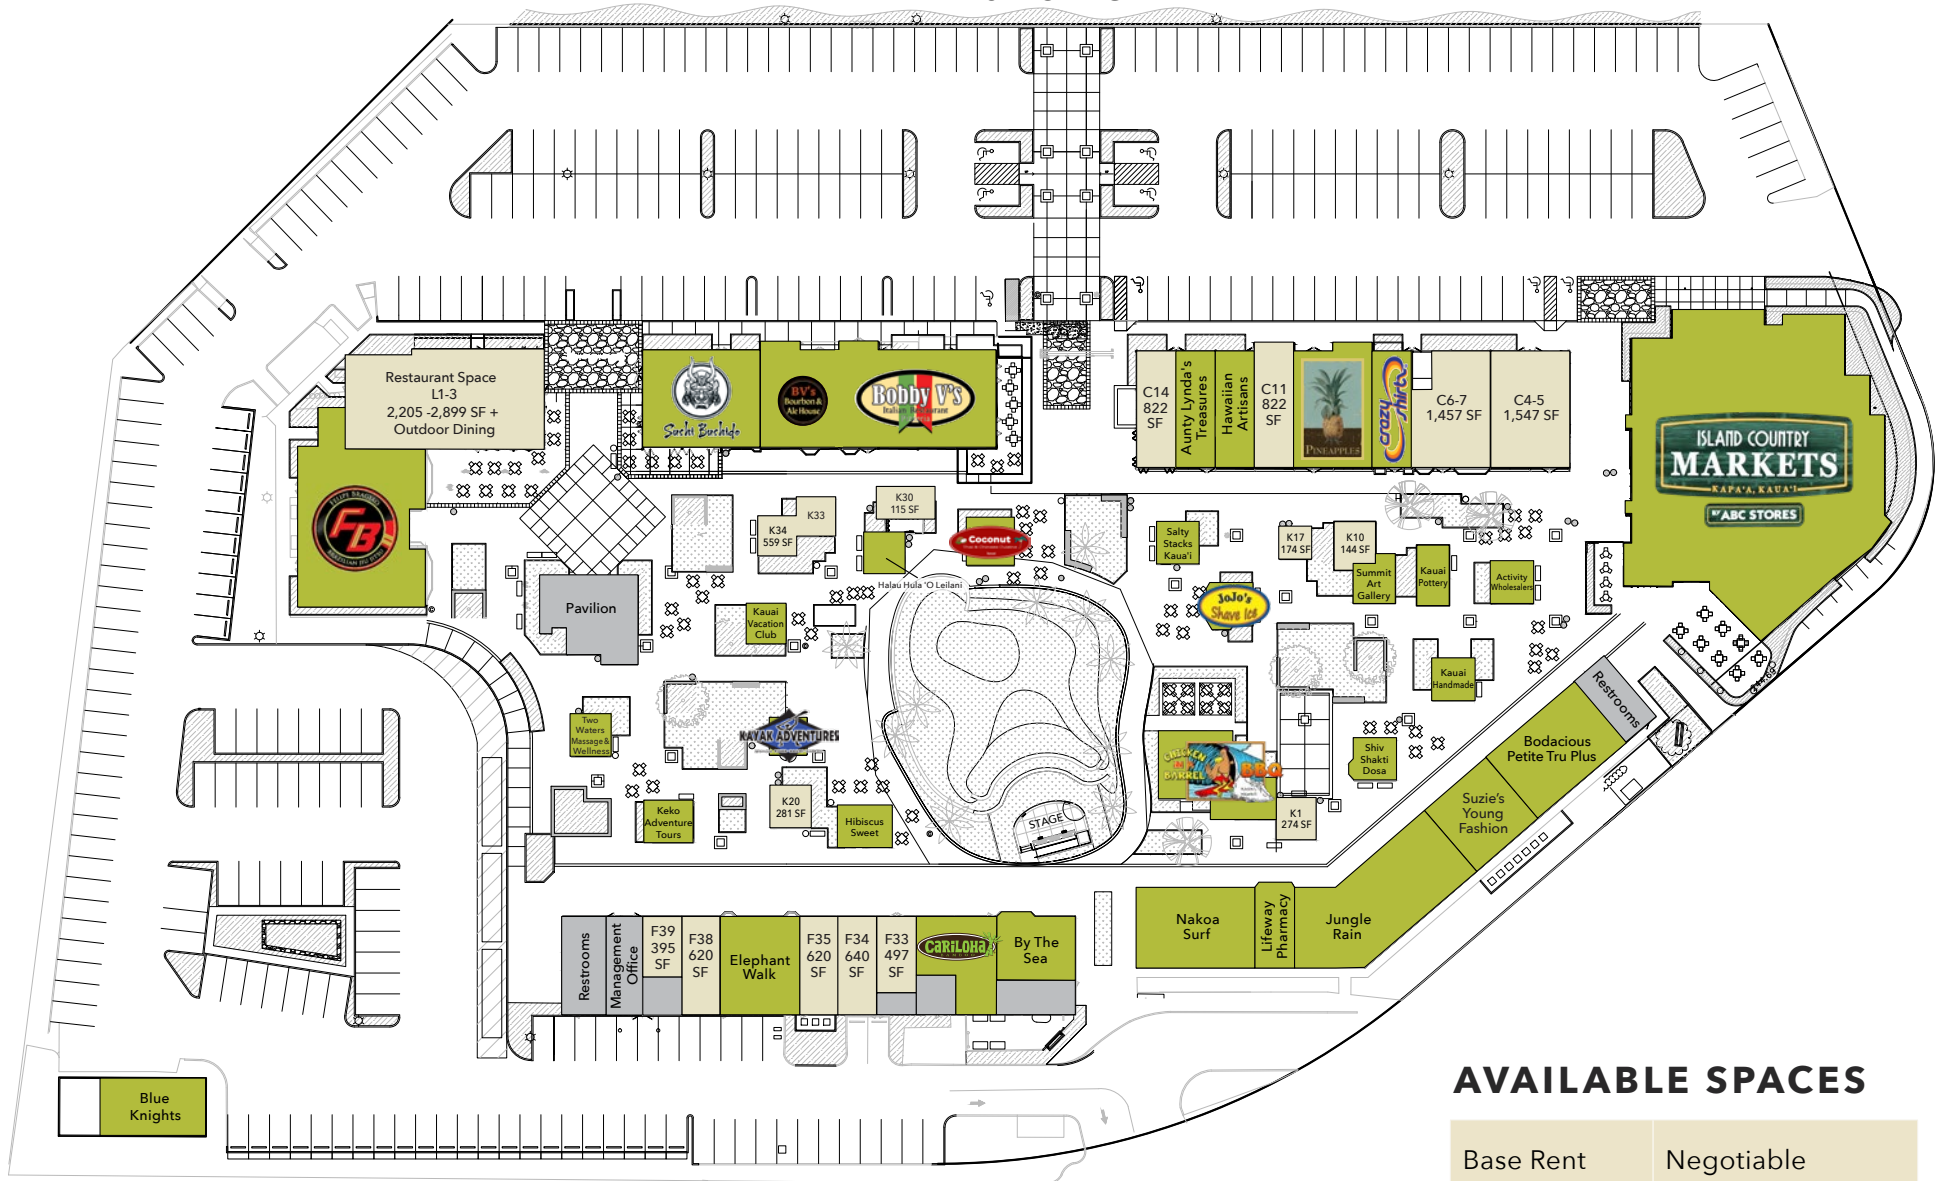 Restaurant Space
L1-3
2,205 -2,899 SF +
Outdoor Dining
FELIPE BRAGERO
FB
BRAZILIAN JIU JITSU
Sushi Bushido
BV's
Bourbon &
Ale House
Bobby V's
Italian Restaurant
C14
822
SF
Aunty Lynda's
Treasures
Hawaiian
Artisans
C11
822
SF
PINEAPPLES
crazy
shirts
C6-7
1,457 SF
C4-5
1,547 SF
ISLAND COUNTRY
MARKETS
KAPA'A, KAUA'I
BY ABC STORES
K34
559 SF
K33
K30
115 SF
Halau Hula 'O Leilani
Coconut
Salty
Stacks
Kaua'i
K17
174 SF
K10
144 SF
Summit
Art
Gallery
Kauai
Pottery
Activity
Wholesalers
JoJo's
Shave Ice
Pavilion
Kauai
Vacation
Club
Kauai
Handmade
Two
Waters
Massage &
Wellness
KAYAK ADVENTURES
CHICKEN
IN A
BARREL
BBQ
Shiv
Shakti
Dosa
Restrooms
Bodacious
Petite Tru Plus
Suzie's
Young
Fashion
Keko
Adventure
Tours
K20
281 SF
Hibiscus
Sweet
STAGE
K1
274 SF
Restrooms
Management
Office
F39
395
SF
F38
620
SF
Elephant
Walk
F35
620
SF
F34
640
SF
F33
497
SF
CARILOHA
By The
Sea
Nakoa
Surf
Lifeway
Pharmacy
Jungle
Rain
Blue
Knights
AVAILABLE SPACES
Base Rent Negotiable